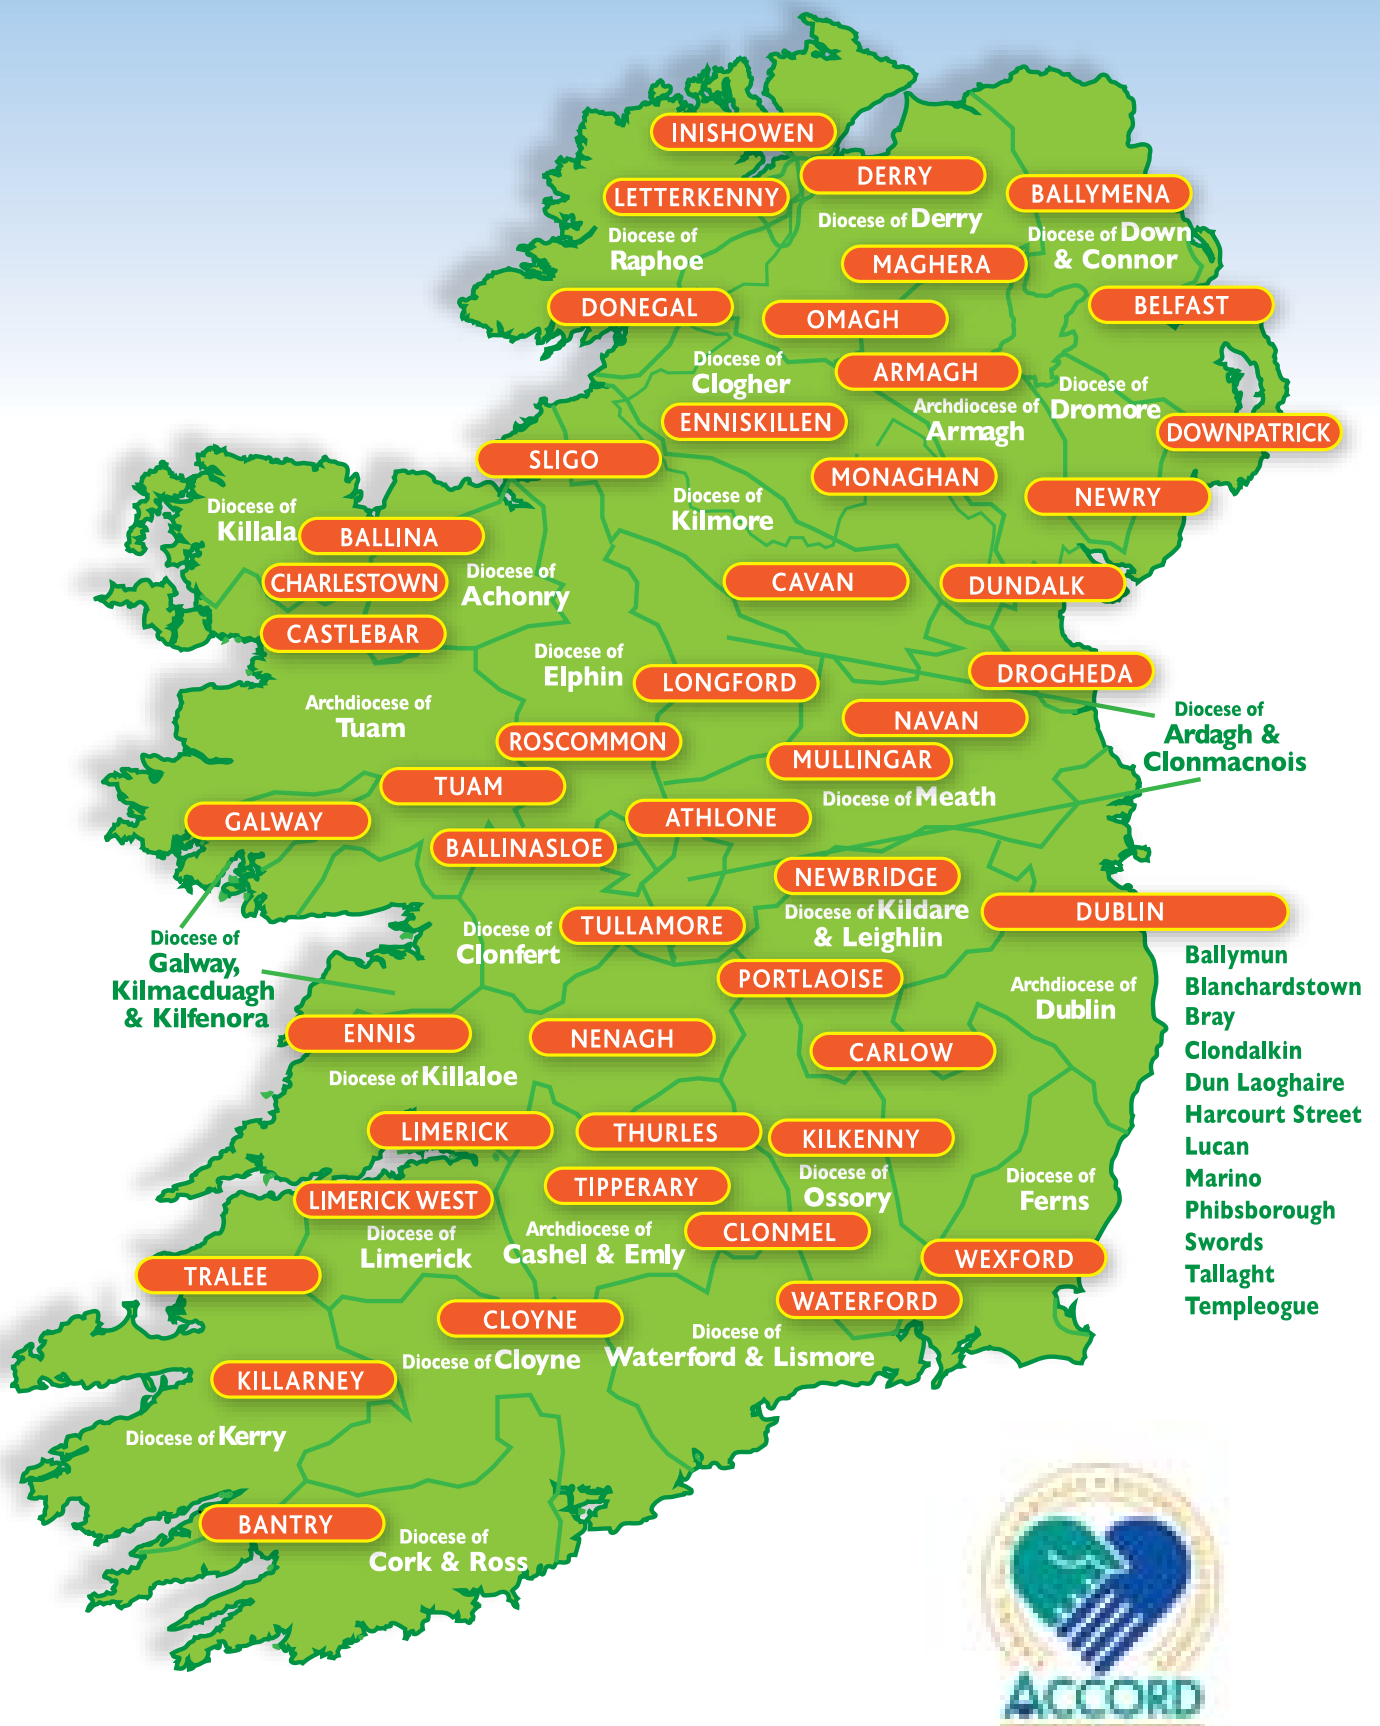 INISHOWEN
DERRY
LETTERKENNY
BALLYMENA
Diocese of Derry
Diocese of
Raphoe
Diocese of Down
& Connor
MAGHERA
DONEGAL
OMAGH
BELFAST
Diocese of
Clogher
ARMAGH
Diocese of
Dromore
Archdiocese of
Armagh
ENNISKILLEN
DOWNPATRICK
SLIGO
MONAGHAN
Diocese of
Kilmore
NEWRY
Diocese of
Killala
BALLINA
CHARLESTOWN
Diocese of
Achonry
CAVAN
DUNDALK
CASTLEBAR
Diocese of
Elphin
LONGFORD
DROGHEDA
Archdiocese of
Tuam
NAVAN
Diocese of
Ardagh &
Clonmacnois
ROSCOMMON
MULLINGAR
TUAM
Diocese of Meath
GALWAY
ATHLONE
BALLINASLOE
NEWBRIDGE
Diocese of Kildare
& Leighlin
DUBLIN
TULLAMORE
Diocese of
Clonfert
Diocese of
Galway,
Kilmacduagh
& Kilfenora
PORTLAOISE
Archdiocese of
Dublin
Ballymun
Blanchardstown
Bray
Clondalkin
Dun Laoghaire
Harcourt Street
Lucan
Marino
Phibsborough
Swords
Tallaght
Templeogue
ENNIS
NENAGH
CARLOW
Diocese of Killaloe
LIMERICK
THURLES
KILKENNY
Diocese of
Ossory
Diocese of
Ferns
TIPPERARY
LIMERICK WEST
Diocese of
Limerick
Archdiocese of
Cashel & Emly
CLONMEL
WEXFORD
TRALEE
WATERFORD
CLOYNE
Diocese of Cloyne
Diocese of
Waterford & Lismore
KILLARNEY
Diocese of Kerry
BANTRY
Diocese of
Cork & Ross
ACCORD